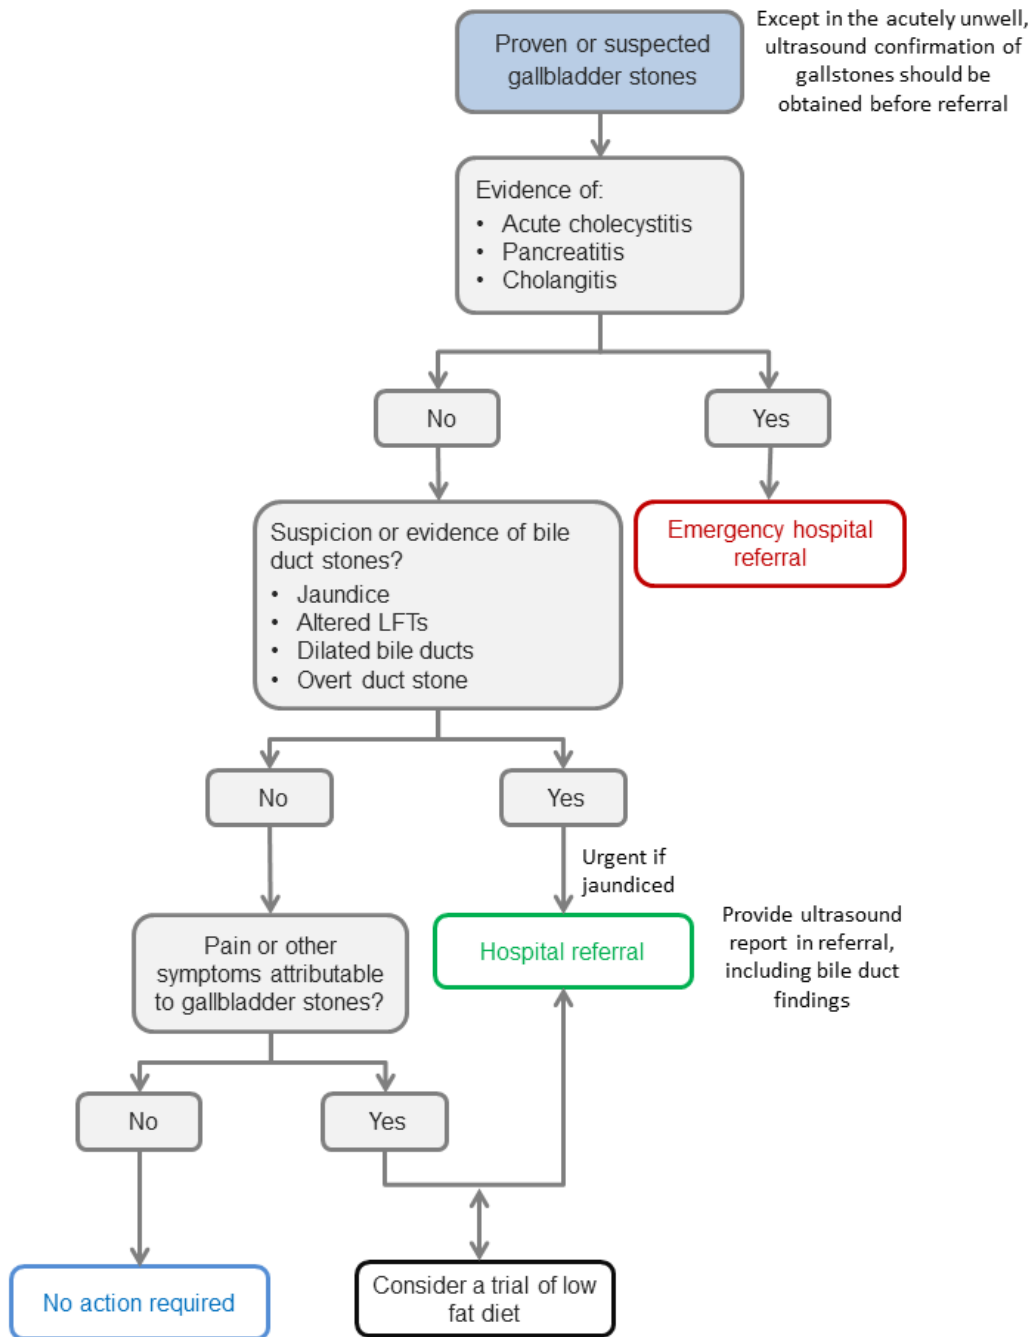 Proven or suspected
gallbladder stones
Except in the acutely unwell,
ultrasound confirmation of
gallstones should be
obtained before referral
Evidence of:
• Acute cholecystitis
• Pancreatitis
• Cholangitis
No
Yes
Suspicion or evidence of bile
duct stones?
• Jaundice
• Altered LFTs
• Dilated bile ducts
• Overt duct stone
Emergency hospital
referral
No
Yes
Urgent if
jaundiced
Pain or other
symptoms attributable
to gallbladder stones?
Hospital referral
Provide ultrasound
report in referral,
including bile duct
findings
No
Yes
No action required
Consider a trial of low
fat diet